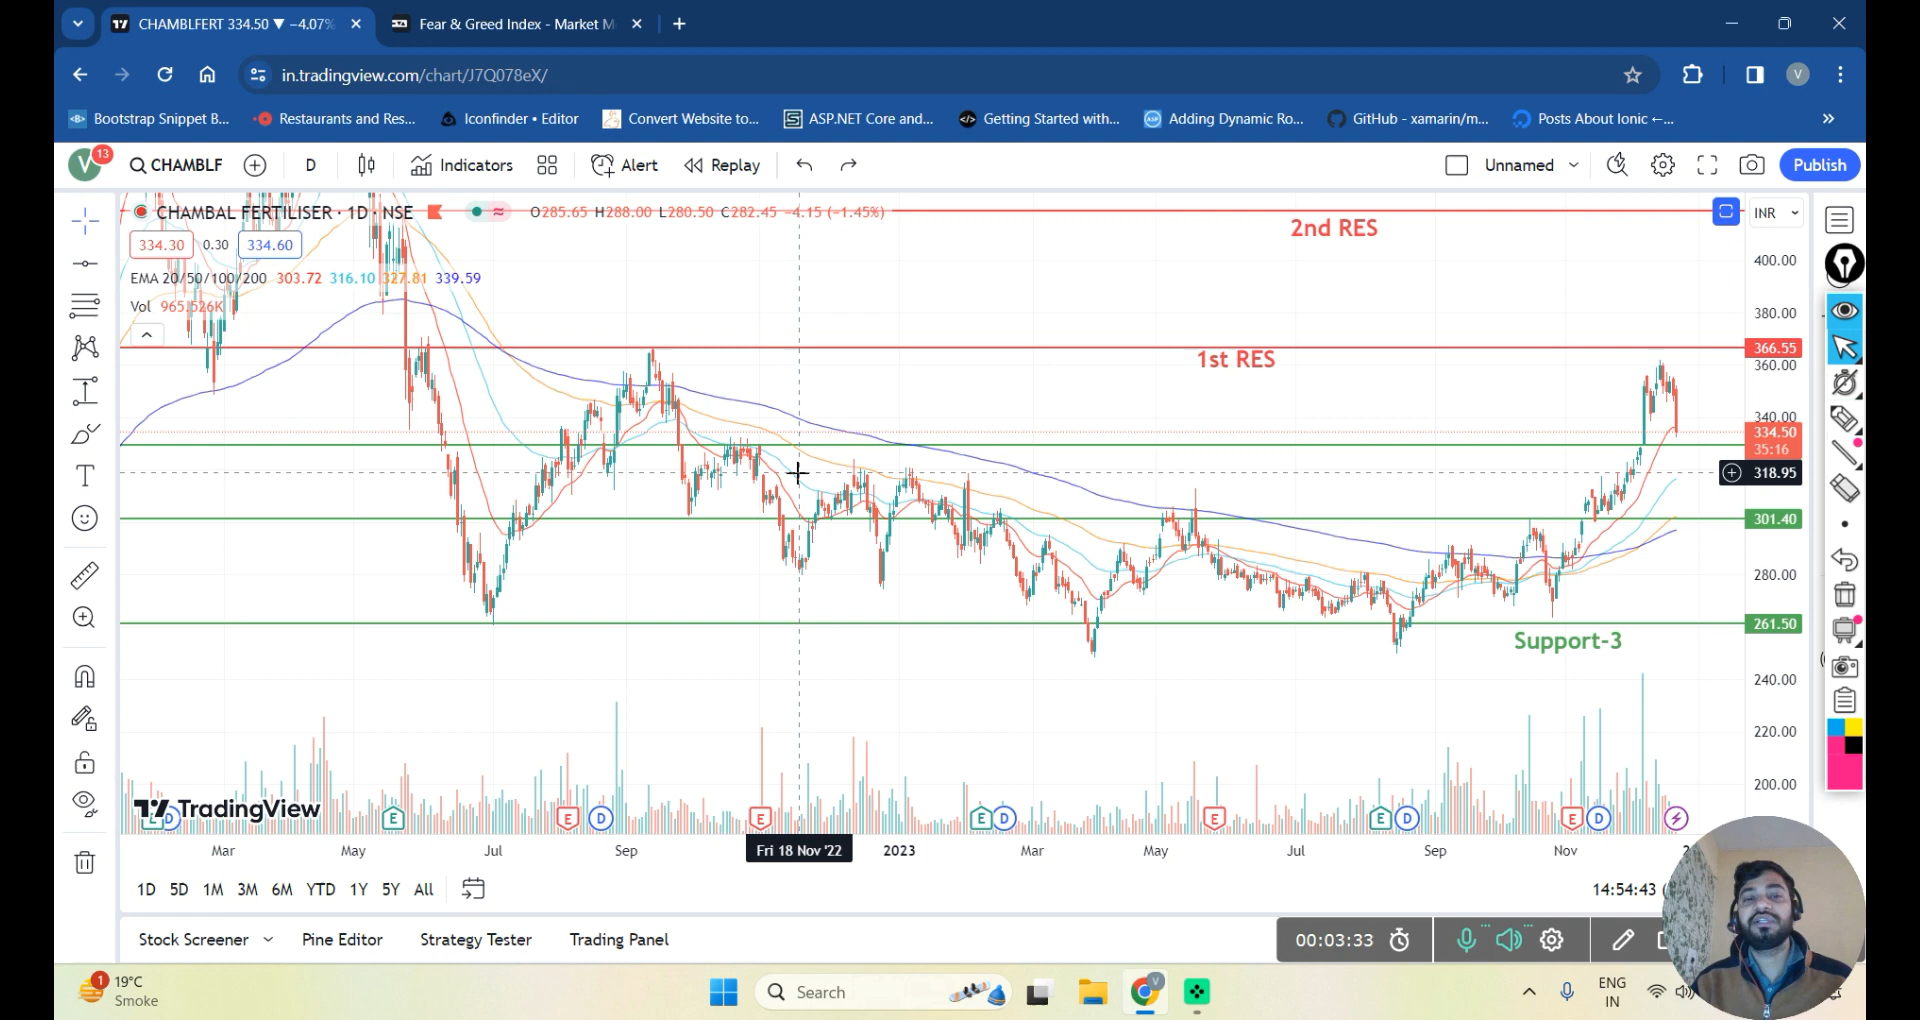 CHAMBLFERT 334.50 ▼ −4.07%
Fear & Greed Index - Market M
in.tradingview.com/chart/J7Q078eX/
Bootstrap Snippet B...
Restaurants and Res...
Iconfinder • Editor
Convert Website to...
ASP.NET Core and...
Getting Started with...
Adding Dynamic Ro...
GitHub - xamarin/m...
Posts About Ionic ←...
V
13
CHAMBLF
D
Indicators
Alert
Replay
Unnamed
Publish
CHAMBAL FERTILISER · 1D · NSE
O285.65 H288.00 L280.50 C282.45 −4.15 (−1.45%)
INR
334.30
0.30
334.60
EMA 20/50/100/200 303.72 316.10 327.81 339.59
Vol 965.526K
2nd RES
1st RES
Support-3
400.00
380.00
366.55
360.00
340.00
334.50
35:16
318.95
301.40
280.00
261.50
240.00
220.00
200.00
TradingView
E D
E
E
D
E
E D
E
E D
E D
Mar
May
Jul
Sep
Fri 18 Nov '22
2023
Mar
May
Jul
Sep
Nov
1D 5D 1M 3M 6M YTD 1Y 5Y All
14:54:43
Stock Screener
Pine Editor
Strategy Tester
Trading Panel
00:03:33
1
19°C
Smoke
Search
ENG
IN